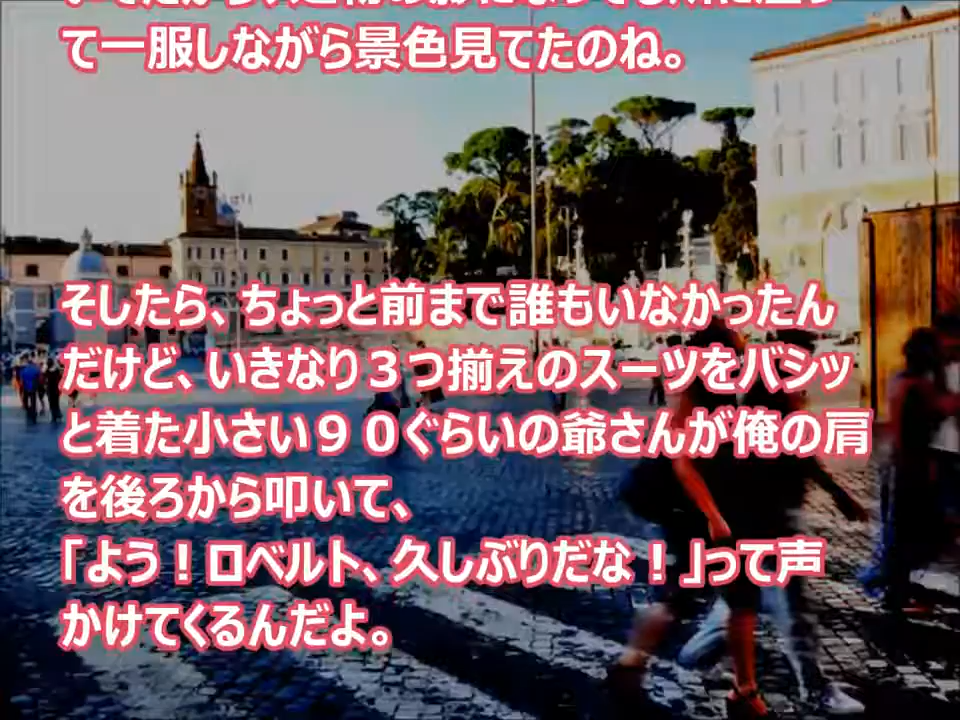 て一服しながら景色見てたのね。
そしたら、ちょっと前まで誰もいなかったん
だけど、いきなり３つ揃えのスーツをバシッ
と着た小さい９０ぐらいの爺さんが俺の肩
を後ろから叩いて、
「よう！ロベルト、久しぶりだな！」って声
かけてくるんだよ。